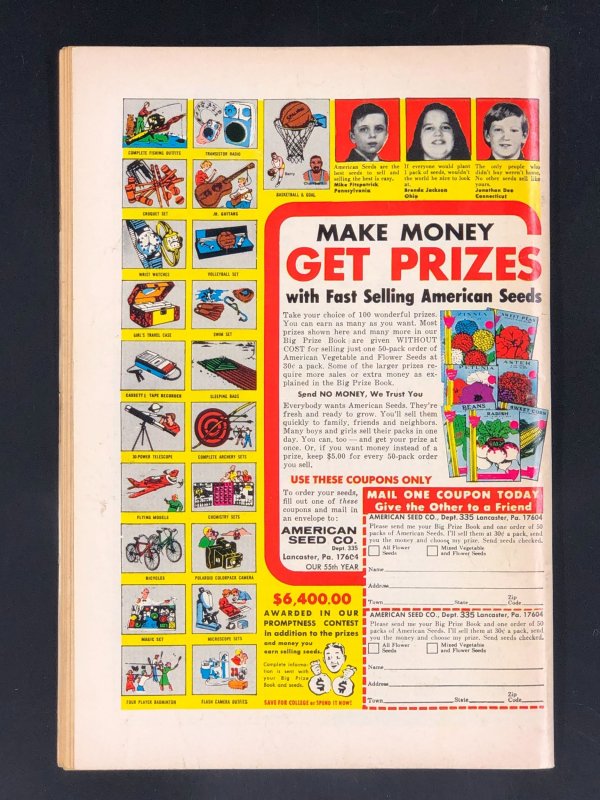 COMPLETE FISHING OUTFITS
TRANSISTOR RADIO
SPALDING
Barry
BASKETBALL & GOAL
American Seeds are the
best seeds to sell and
selling the best is easy.
Mike Fitzpatrick
Pennsylvania
If everyone would plant
1 pack of seeds, wouldn't
the world be nice to look
at.
Brenda Jackson
Ohio
The only people who
didn't buy weren't home.
No other seeds sell like
yours.
Jonathan Doe
Connecticut
CROQUET SET
JR. GUITARS
WRIST WATCHES
VOLLEYBALL SET
GIRL'S TRAVEL CASE
SWIM SET
CASSETTE TAPE RECORDER
SLEEPING BAGS
30-POWER TELESCOPE
COMPLETE ARCHERY SETS
FLYING MODELS
CHEMISTRY SETS
BICYCLES
POLAROID COLORPACK CAMERA
MAGIC SET
MICROSCOPE SETS
FOUR PLAYER BADMINTON
FLASH CAMERA OUTFITS
MAKE MONEY
GET PRIZES
with Fast Selling American Seeds
Take your choice of 100 wonderful prizes.
You can earn as many as you want. Most
prizes shown here and many more in our
Big Prize Book are given WITHOUT
COST for selling just one 50-pack order of
American Vegetable and Flower Seeds at
30¢ a pack. Some of the larger prizes re-
quire more sales or extra money as ex-
plained in the Big Prize Book.
Send NO MONEY, We Trust You
Everybody wants American Seeds. They're
fresh and ready to grow. You'll sell them
quickly to family, friends and neighbors.
Many boys and girls sell their packs in one
day. You can, too — and get your prize at
once. Or, if you want money instead of a
prize, keep $5.00 for every 50-pack order
you sell.
ZINNIA
SWEET PEAS
PETUNIA
ASTER
BEANS
RADISH
SWEET CORN
USE THESE COUPONS ONLY
To order your seeds,
fill out one of these
coupons and mail in
an envelope to:
AMERICAN
SEED CO.
Dept. 335
Lancaster, Pa. 17604
OUR 55th YEAR
$6,400.00
AWARDED IN OUR
PROMPTNESS CONTEST
in addition to the prizes
and money you
earn selling seeds.
Complete informa-
tion is sent with
your Big Prize
Book and seeds.
$ $
SAVE FOR COLLEGE or SPEND IT NOW!
MAIL ONE COUPON TODAY
Give the Other to a Friend
AMERICAN SEED CO., Dept. 335 Lancaster, Pa. 17604
Please send me your Big Prize Book and one order of 50
packs of American Seeds. I'll sell them at 30¢ a pack, send
you the money and choose my prize. Send seeds checked.
All Flower Seeds
Mixed Vegetable and Flower Seeds
Name
Address
Town State Zip Code
AMERICAN SEED CO., Dept. 335 Lancaster, Pa. 17604
Please send me your Big Prize Book and one order of 50
packs of American Seeds. I'll sell them at 30¢ a pack, send
you the money and choose my prize. Send seeds checked.
All Flower Seeds
Mixed Vegetable and Flower Seeds
Name
Address
Town State Zip Code